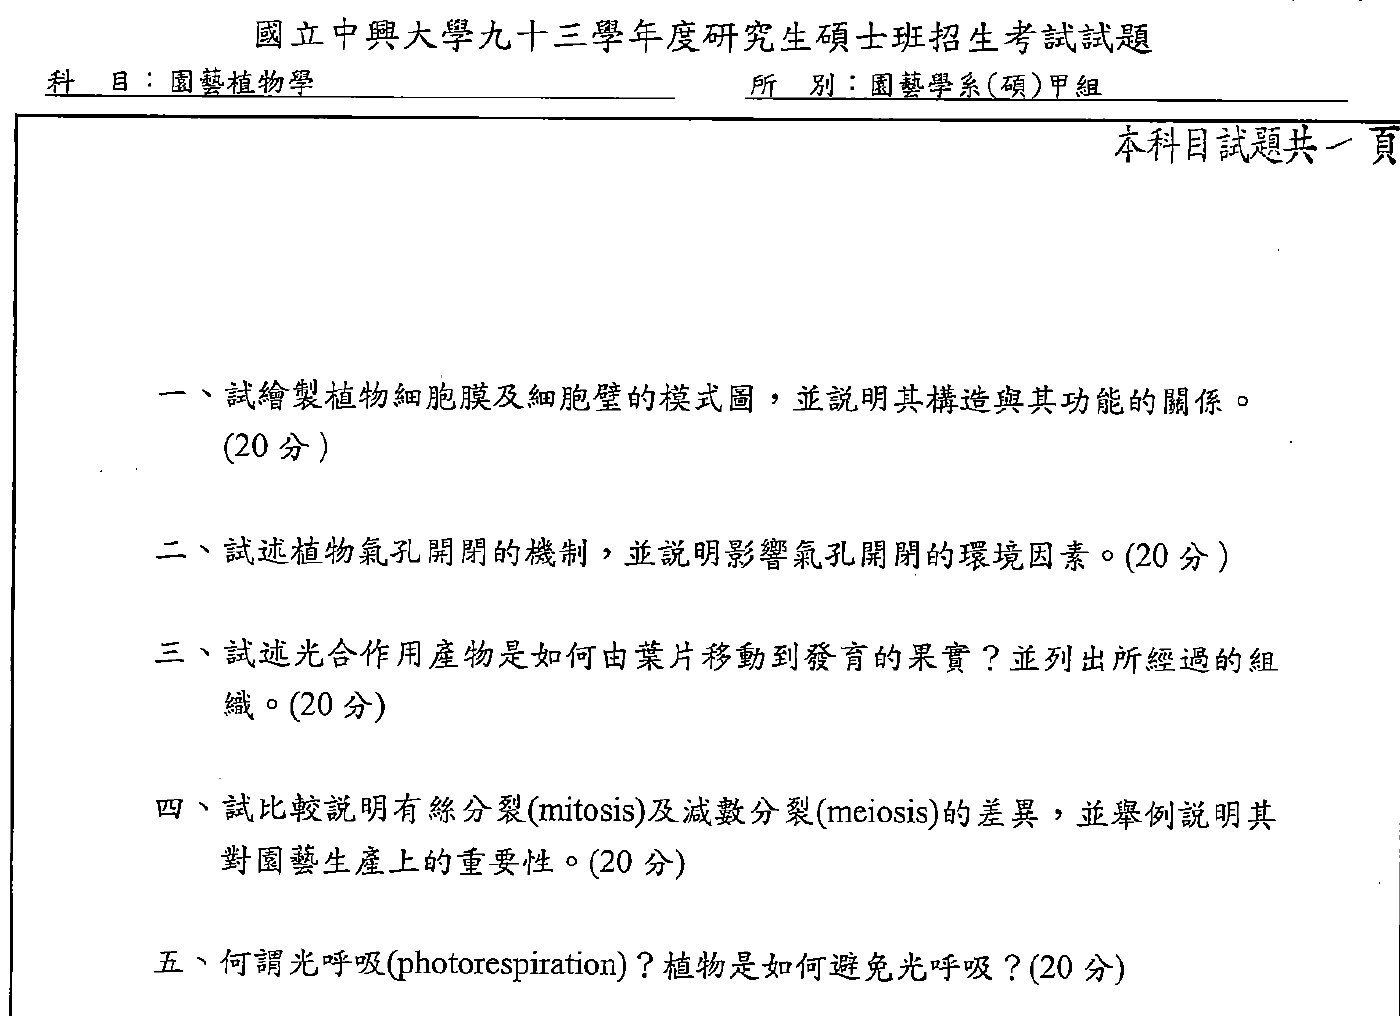 國立中興大學九十三學年度研究生碩士班招生考試試題
科 目：園藝植物學 所 別：園藝學系(碩)甲組
本科目試題共一頁
一、試繪製植物細胞膜及細胞壁的模式圖，並說明其構造與其功能的關係。
(20 分)
二、試述植物氣孔開閉的機制，並說明影響氣孔開閉的環境因素。(20 分)
三、試述光合作用產物是如何由葉片移動到發育的果實？並列出所經過的組
織。(20 分)
四、試比較說明有絲分裂(mitosis)及減數分裂(meiosis)的差異，並舉例說明其
對園藝生產上的重要性。(20 分)
五、何謂光呼吸(photorespiration)？植物是如何避免光呼吸？(20 分)